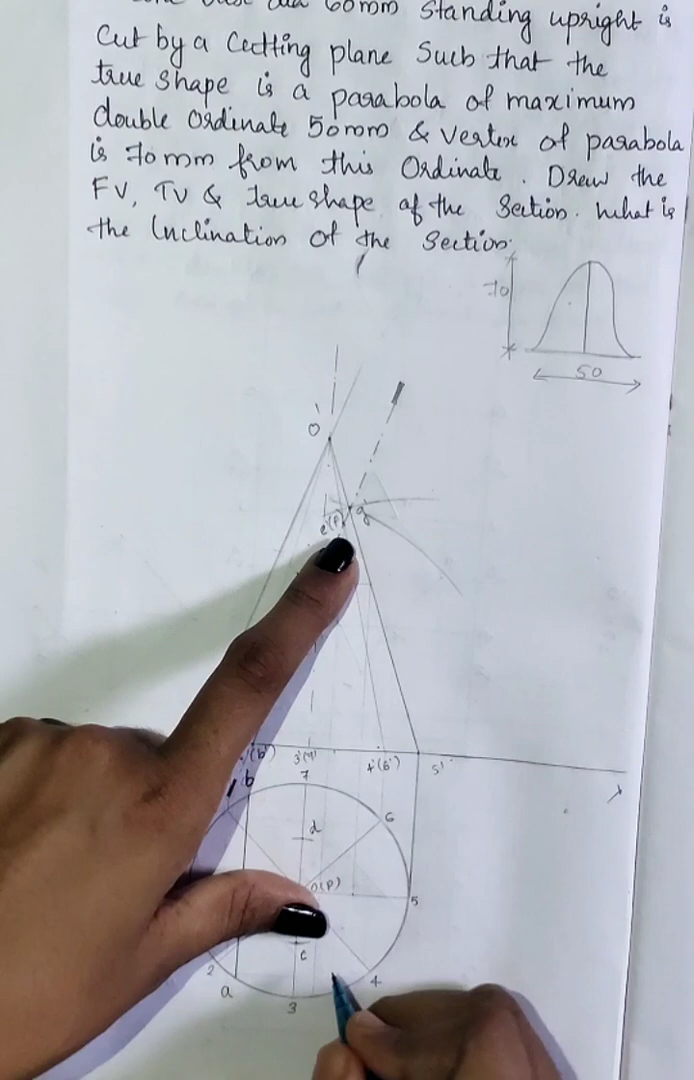 60mm standing upright is
Cut by a Cutting plane Such that the
true shape is a parabola of maximum
double Ordinate 50mm & Vertex of parabola
is 70mm from this Ordinate. Draw the
FV, TV & true shape of the Section. What is
the Inclination of the Section.
70
50
O'
e'(f')
g'
(b')
3'(7')
4'(6')
5'
b
7
d
6
o(P)
5
c
2
a
4
3